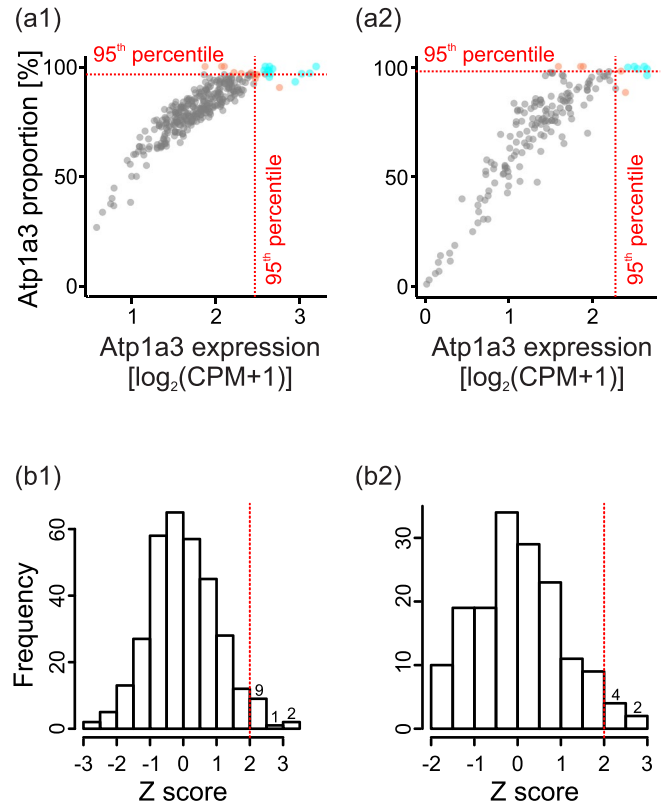 (a1)
95th percentile
Atp1a3 proportion [%]
100
50
0
95th percentile
1 2 3
Atp1a3 expression
[log2(CPM+1)]
(a2)
95th percentile
100
50
0
95th percentile
0 1 2
Atp1a3 expression
[log2(CPM+1)]
(b1)
Frequency
60
40
20
0
9
1
2
-3 -2 -1 0 1 2 3
Z score
(b2)
30
20
10
0
4
2
-2 -1 0 1 2 3
Z score